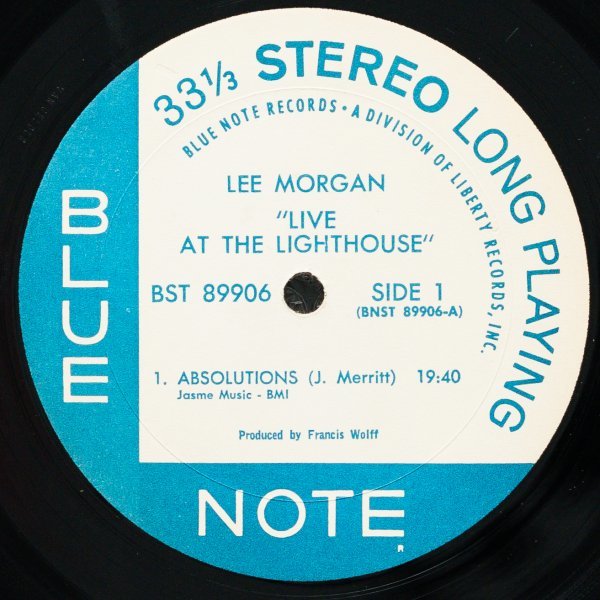 33⅓ STEREO LONG PLAYING
BLUE NOTE RECORDS • A DIVISION OF LIBERTY RECORDS, INC.
LEE MORGAN
"LIVE
AT THE LIGHTHOUSE"
BST 89906
SIDE 1
(BNST 89906-A)
1. ABSOLUTIONS (J. Merritt) 19:40
Jasme Music - BMI
Produced by Francis Wolff
BLUE
NOTE
R